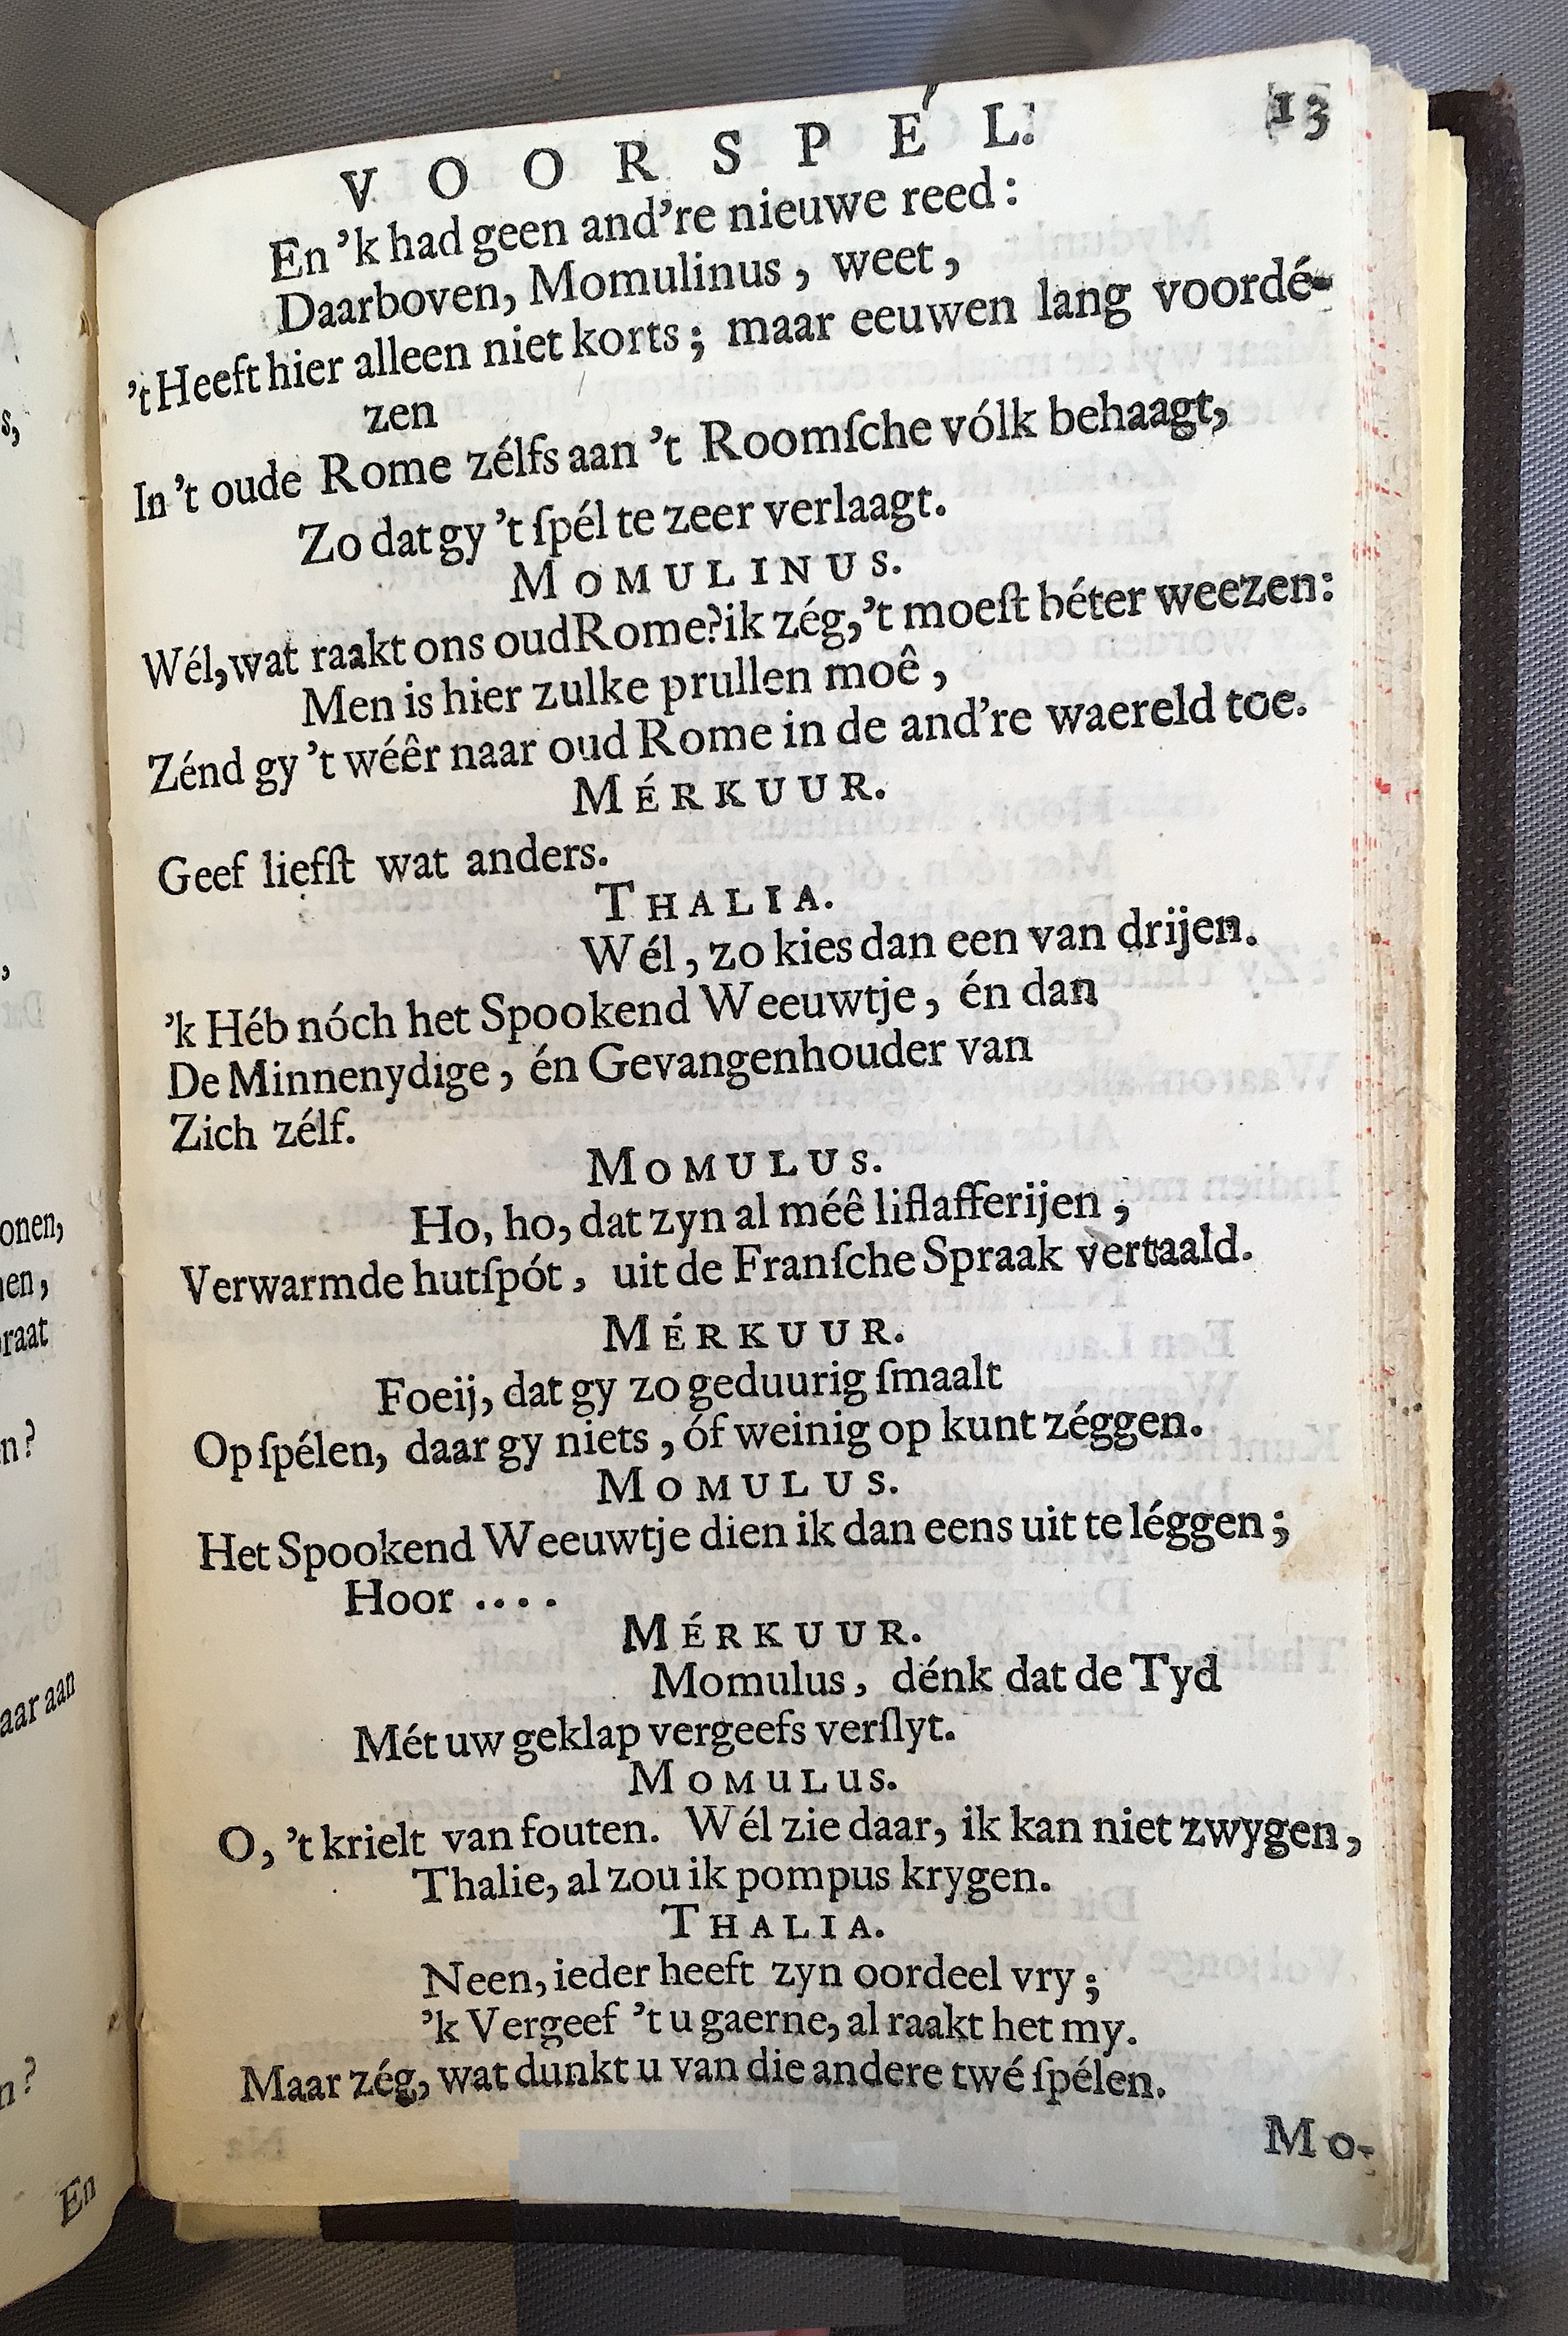 VOORSPÉL. 13
En ’k had geen and’re nieuwe reed:
Daarboven, Momulinus, weet,
’t Heeft hier alleen niet korts; maar eeuwen lang voordé-
zen
In ’t oude Rome zélfs aan ’t Roomſche vólk behaagt,
Zo dat gy ’t ſpél te zeer verlaagt.
MOMULINUS.
Wél, wat raakt ons oud Rome? ik zég, ’t moeſt béter weezen:
Men is hier zulke prullen moê,
Zénd gy ’t wéêr naar oud Rome in de and’re waereld toe.
MÉRKUUR.
Geef liefſt wat anders.
THALIA.
Wél, zo kies dan een van drijen.
’k Héb nóch het Spookend Weeuwtje, én dan
De Minnenydige, én Gevangenhouder van
Zich zélf.
MOMULUS.
Ho, ho, dat zyn al méê liflafferijen;
Verwarmde hutſpót, uit de Franſche Spraak vertaald.
MÉRKUUR.
Foeij, dat gy zo geduurig ſmaalt
Op ſpélen, daar gy niets, óf weinig op kunt zéggen.
MOMULUS.
Het Spookend Weeuwtje dien ik dan eens uit te léggen;
Hoor ....
MÉRKUUR.
Momulus, dénk dat de Tyd
Mét uw geklap vergeefs verſlyt.
MOMULUS.
O, ’t krielt van fouten. Wél zie daar, ik kan niet zwygen,
Thalie, al zou ik pompus krygen.
THALIA.
Neen, ieder heeft zyn oordeel vry;
’k Vergeef ’t u gaerne, al raakt het my.
Maar zég, wat dunkt u van die andere twé ſpélen.
Mo-